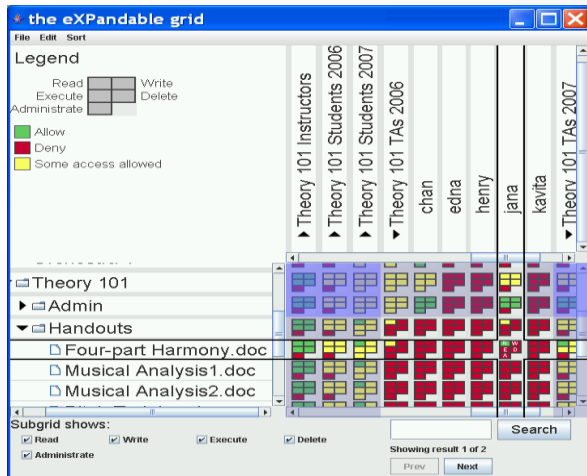 the eXPandable grid
File Edit Sort
Legend
Read Write
Execute Delete
Administrate
Allow
Deny
Some access allowed
Theory 101 Instructors
Theory 101 Students 2006
Theory 101 Students 2007
Theory 101 TAs 2006
chan
edna
henry
jana
kavita
Theory 101 TAs 2007
Theory 101
Admin
Handouts
Four-part Harmony.doc
Musical Analysis1.doc
Musical Analysis2.doc
Subgrid shows:
Read Write Execute Delete
Administrate
Search
Showing result 1 of 2
Prev Next